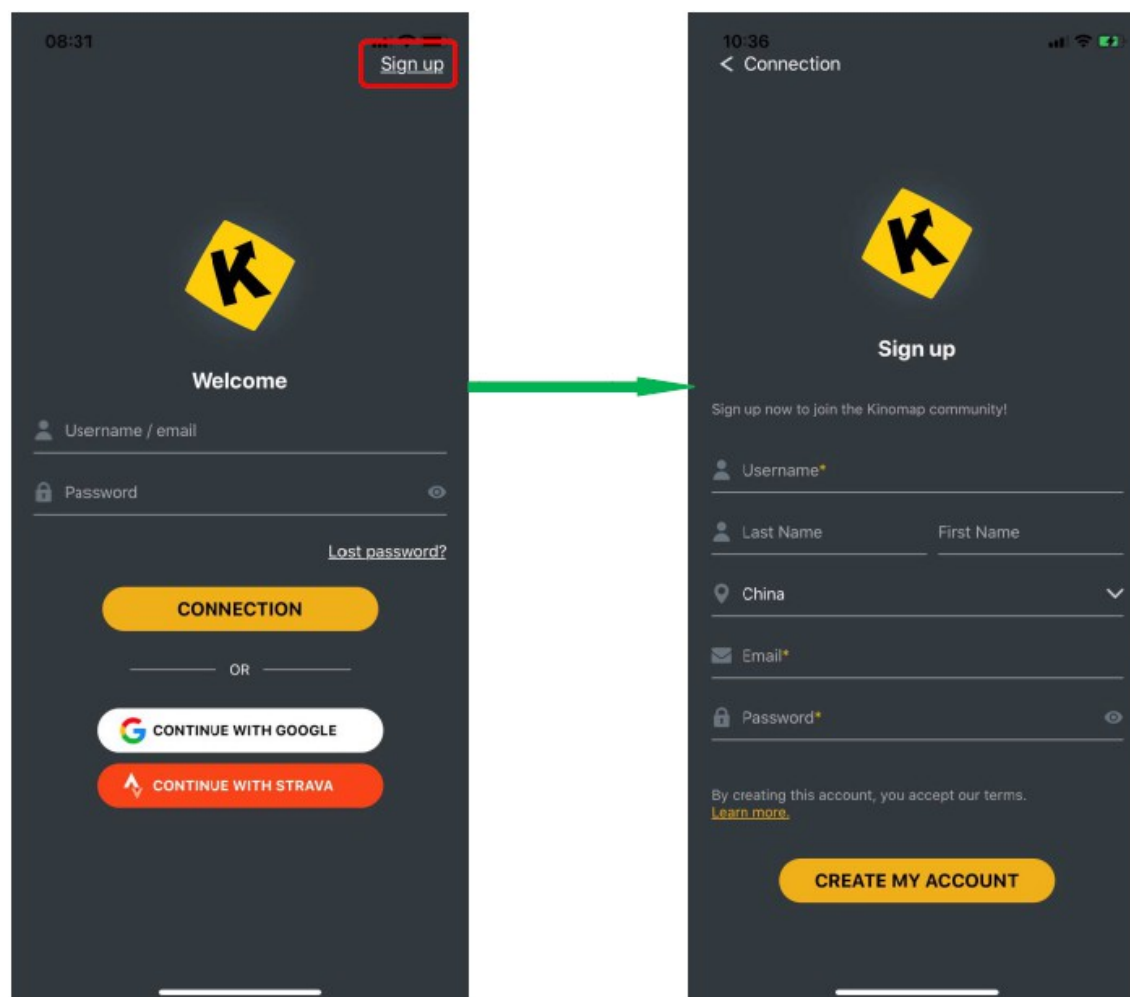 08:31
Sign up
K
Welcome
Username / email
Password
Lost password?
CONNECTION
OR
CONTINUE WITH GOOGLE
CONTINUE WITH STRAVA
10:36
< Connection
K
Sign up
Sign up now to join the Kinomap community!
Username*
Last Name First Name
China
Email*
Password*
By creating this account, you accept our terms.
Learn more.
CREATE MY ACCOUNT